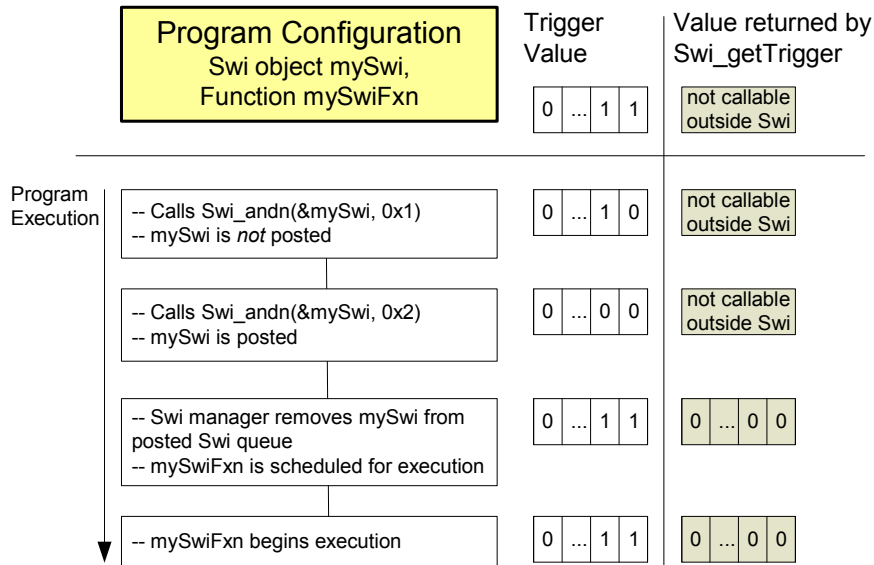 Program Configuration
Swi object mySwi,
Function mySwiFxn
Trigger
Value
Value returned by
Swi_getTrigger
0 ... 1 1
not callable
outside Swi
Program
Execution
-- Calls Swi_andn(&mySwi, 0x1)
-- mySwi is not posted
0 ... 1 0
not callable
outside Swi
-- Calls Swi_andn(&mySwi, 0x2)
-- mySwi is posted
0 ... 0 0
not callable
outside Swi
-- Swi manager removes mySwi from
posted Swi queue
-- mySwiFxn is scheduled for execution
0 ... 1 1
0 ... 0 0
-- mySwiFxn begins execution
0 ... 1 1
0 ... 0 0